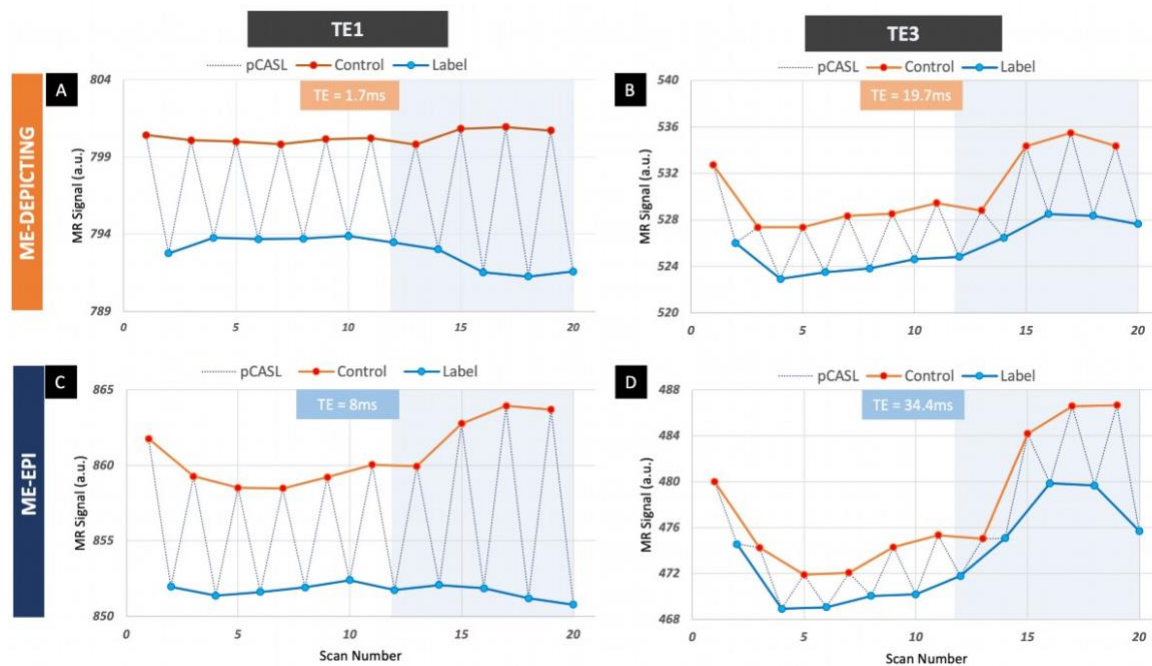 TE1
TE3
ME-DEPICTING
ME-EPI
A
pCASL Control Label
TE = 1.7ms
MR Signal (a.u.)
804
799
794
789
0 5 10 15 20
B
pCASL Control Label
TE = 19.7ms
MR Signal (a.u.)
540
536
532
528
524
520
0 5 10 15 20
C
pCASL Control Label
TE = 8ms
MR Signal (a.u.)
865
860
855
850
0 5 10 15 20
Scan Number
D
pCASL Control Label
TE = 34.4ms
MR Signal (a.u.)
488
484
480
476
472
468
0 5 10 15 20
Scan Number